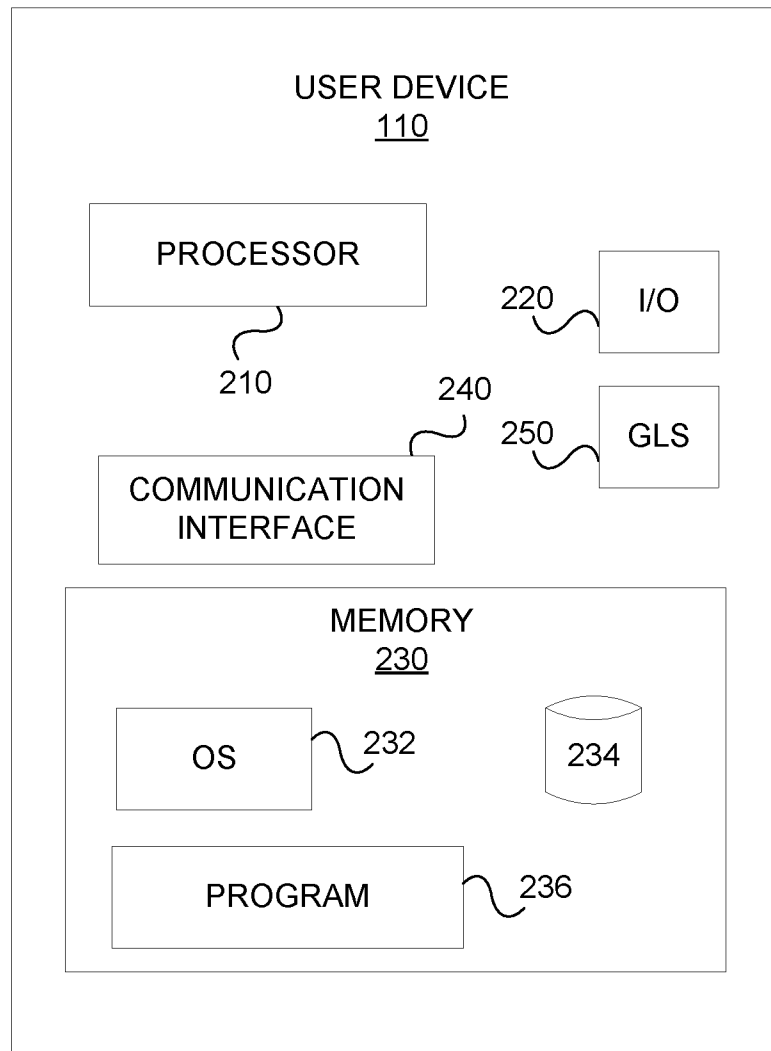 USER DEVICE
110
PROCESSOR
210
I/O
220
240
GLS
250
COMMUNICATION
INTERFACE
MEMORY
230
OS
232
234
PROGRAM
236